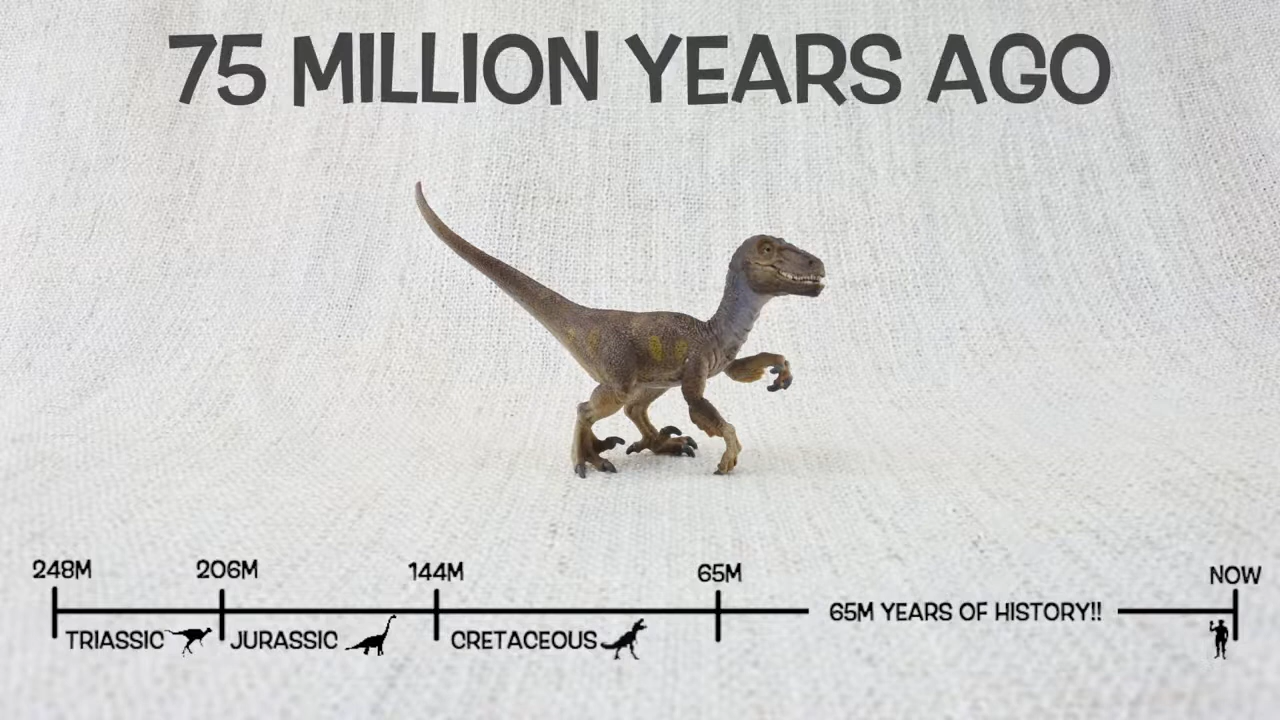 75 MILLION YEARS AGO
248M 206M 144M 65M NOW
65M YEARS OF HISTORY!!
TRIASSIC JURASSIC CRETACEOUS